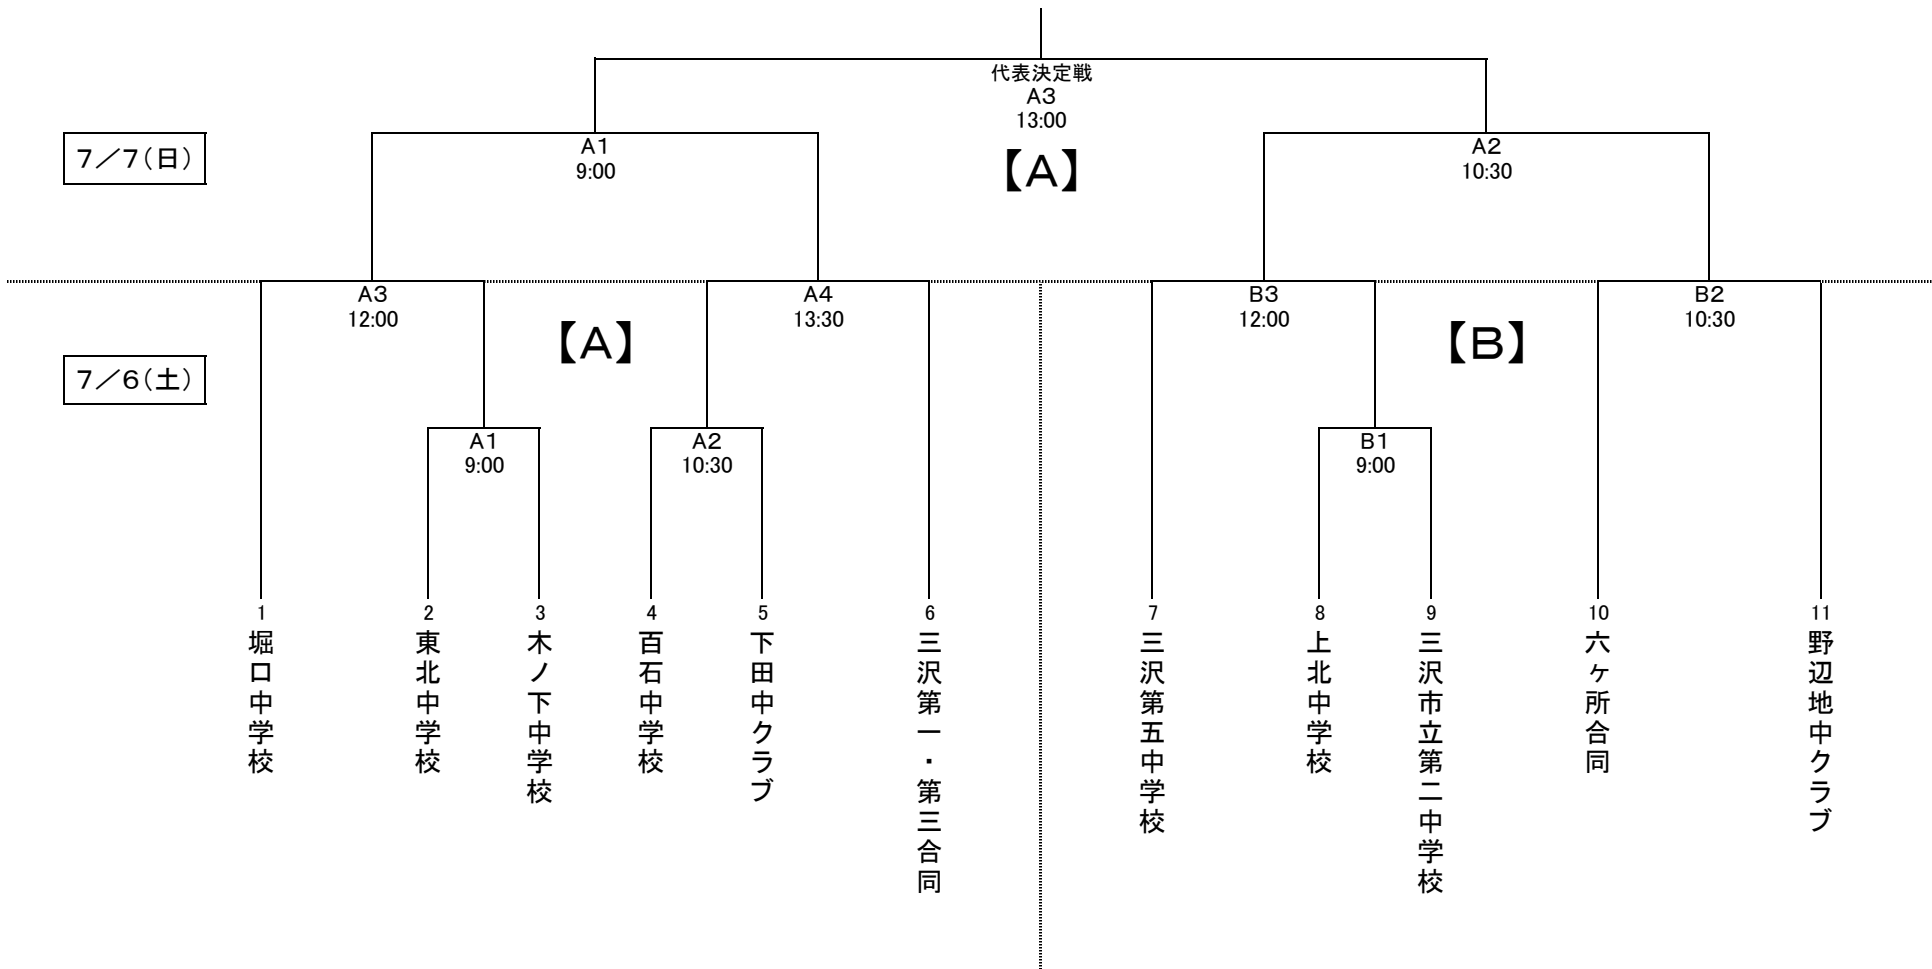 代表決定戦
A3
13:00
7／7(日)
A1
9:00
【A】
A2
10:30
A3
12:00
A4
13:30
B3
12:00
B2
10:30
【A】
【B】
7／6(土)
A1
9:00
A2
10:30
B1
9:00
1
堀口中学校
2
東北中学校
3
木ノ下中学校
4
百石中学校
5
下田中クラブ
6
三沢第一・第三合同
7
三沢第五中学校
8
上北中学校
9
三沢市立第二中学校
10
六ヶ所合同
11
野辺地中クラブ